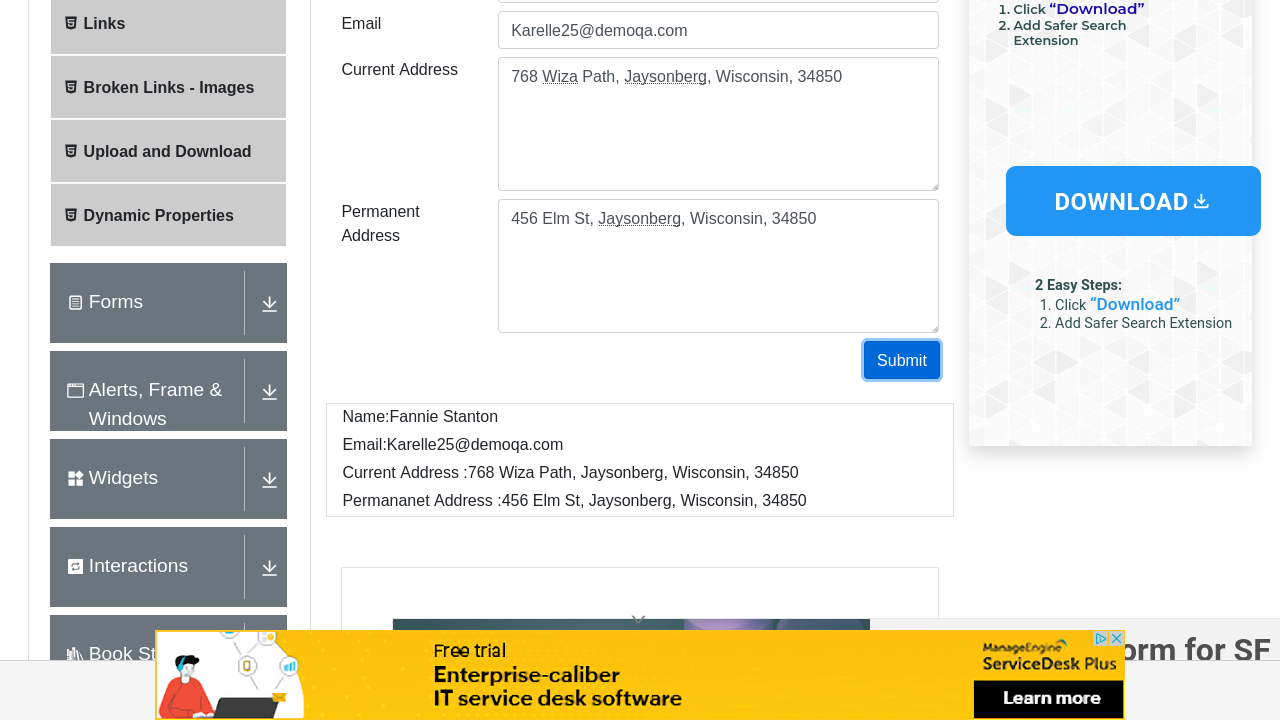 Links
Broken Links - Images
Upload and Download
Dynamic Properties
Forms
Alerts, Frame &
Windows
Widgets
Interactions
Book St
Email
Karelle25@demoqa.com
Current Address
768 Wiza Path, Jaysonberg, Wisconsin, 34850
Permanent
Address
456 Elm St, Jaysonberg, Wisconsin, 34850
Submit
Name:Fannie Stanton
Email:Karelle25@demoqa.com
Current Address :768 Wiza Path, Jaysonberg, Wisconsin, 34850
Permananet Address :456 Elm St, Jaysonberg, Wisconsin, 34850
1. Click “Download”
2. Add Safer Search
Extension
DOWNLOAD
2 Easy Steps:
1. Click “Download”
2. Add Safer Search Extension
orm for SF
Free trial
Enterprise-caliber
IT service desk software
ManageEngine
ServiceDesk Plus
Learn more